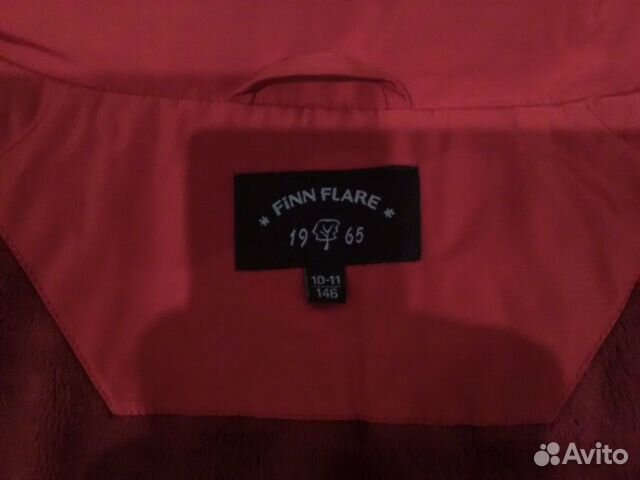 * FiNN FLARE *
19 65
10-11
146
Avito